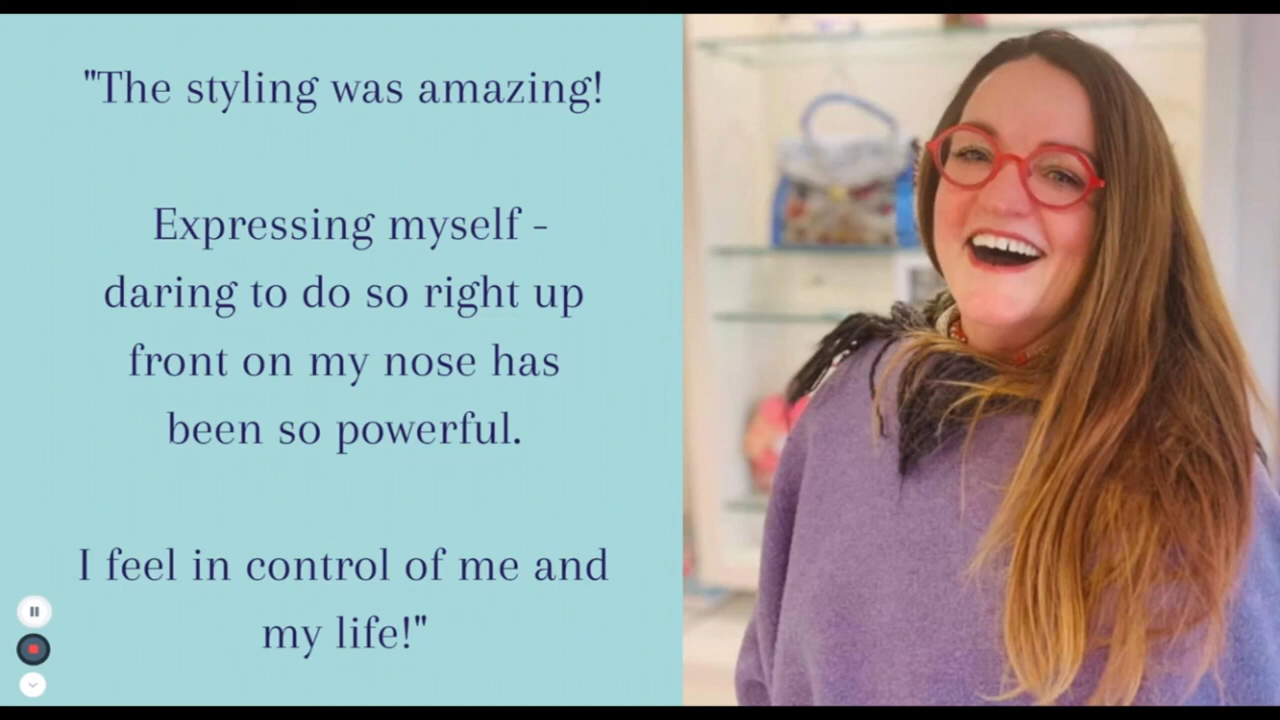 "The styling was amazing!
Expressing myself -
daring to do so right up
front on my nose has
been so powerful.
I feel in control of me and
my life!"